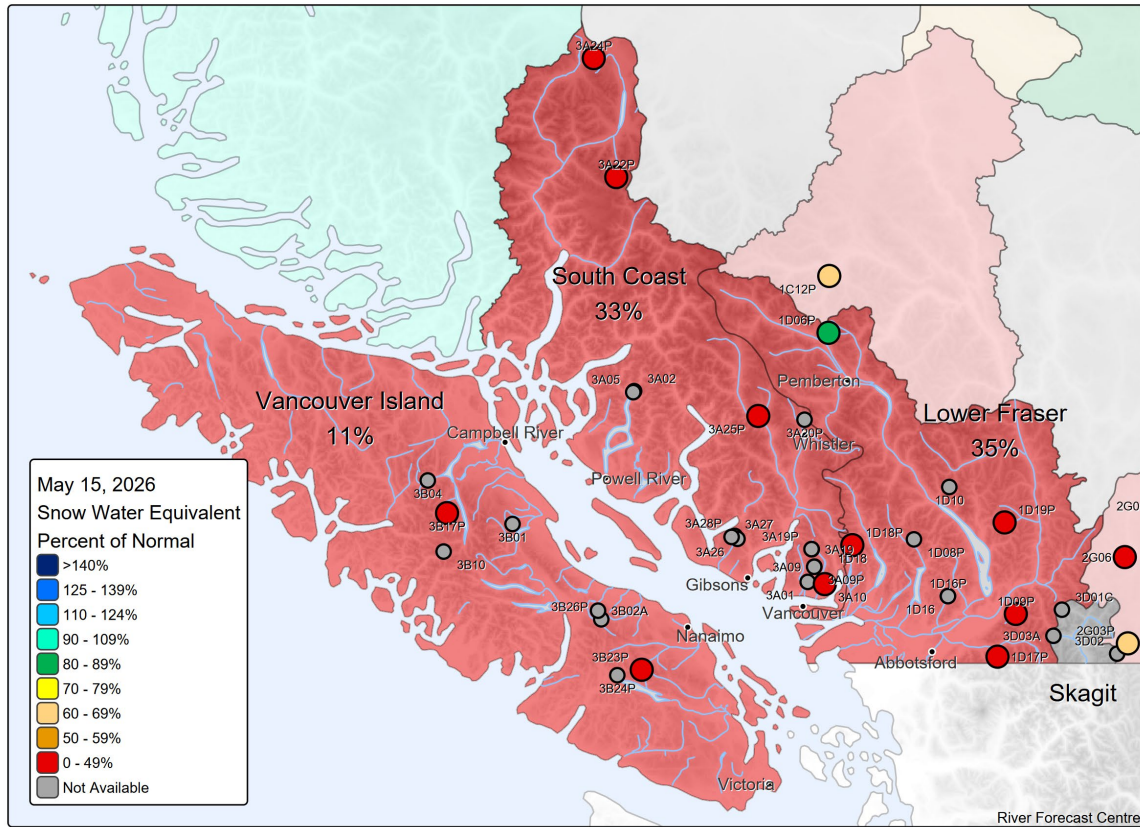 3A24P
3A22P
South Coast
33%
1C12P
1D06P
Pemberton
3A05
3A02
Vancouver Island
11%
Campbell River
3A25P
3A20P
Whistler
Lower Fraser
35%
Powell River
3B04
3B17P
3B01
3B10
1D10
1D19P
2G0
3A28P
3A27
3A26
3A19P
3A19
3A09
1D18P
1D18
1D08P
2G06
Gibsons
3A01
3A09P
3A10
Vancouver
1D16P
1D16
1D09P
3D01C
3B26P
3B02A
Nanaimo
3D03A
2G03P
3D02
3B23P
3B24P
Abbotsford
1D17P
Skagit
Victoria
May 15, 2026
Snow Water Equivalent
Percent of Normal
>140%
125 - 139%
110 - 124%
90 - 109%
80 - 89%
70 - 79%
60 - 69%
50 - 59%
0 - 49%
Not Available
River Forecast Centre